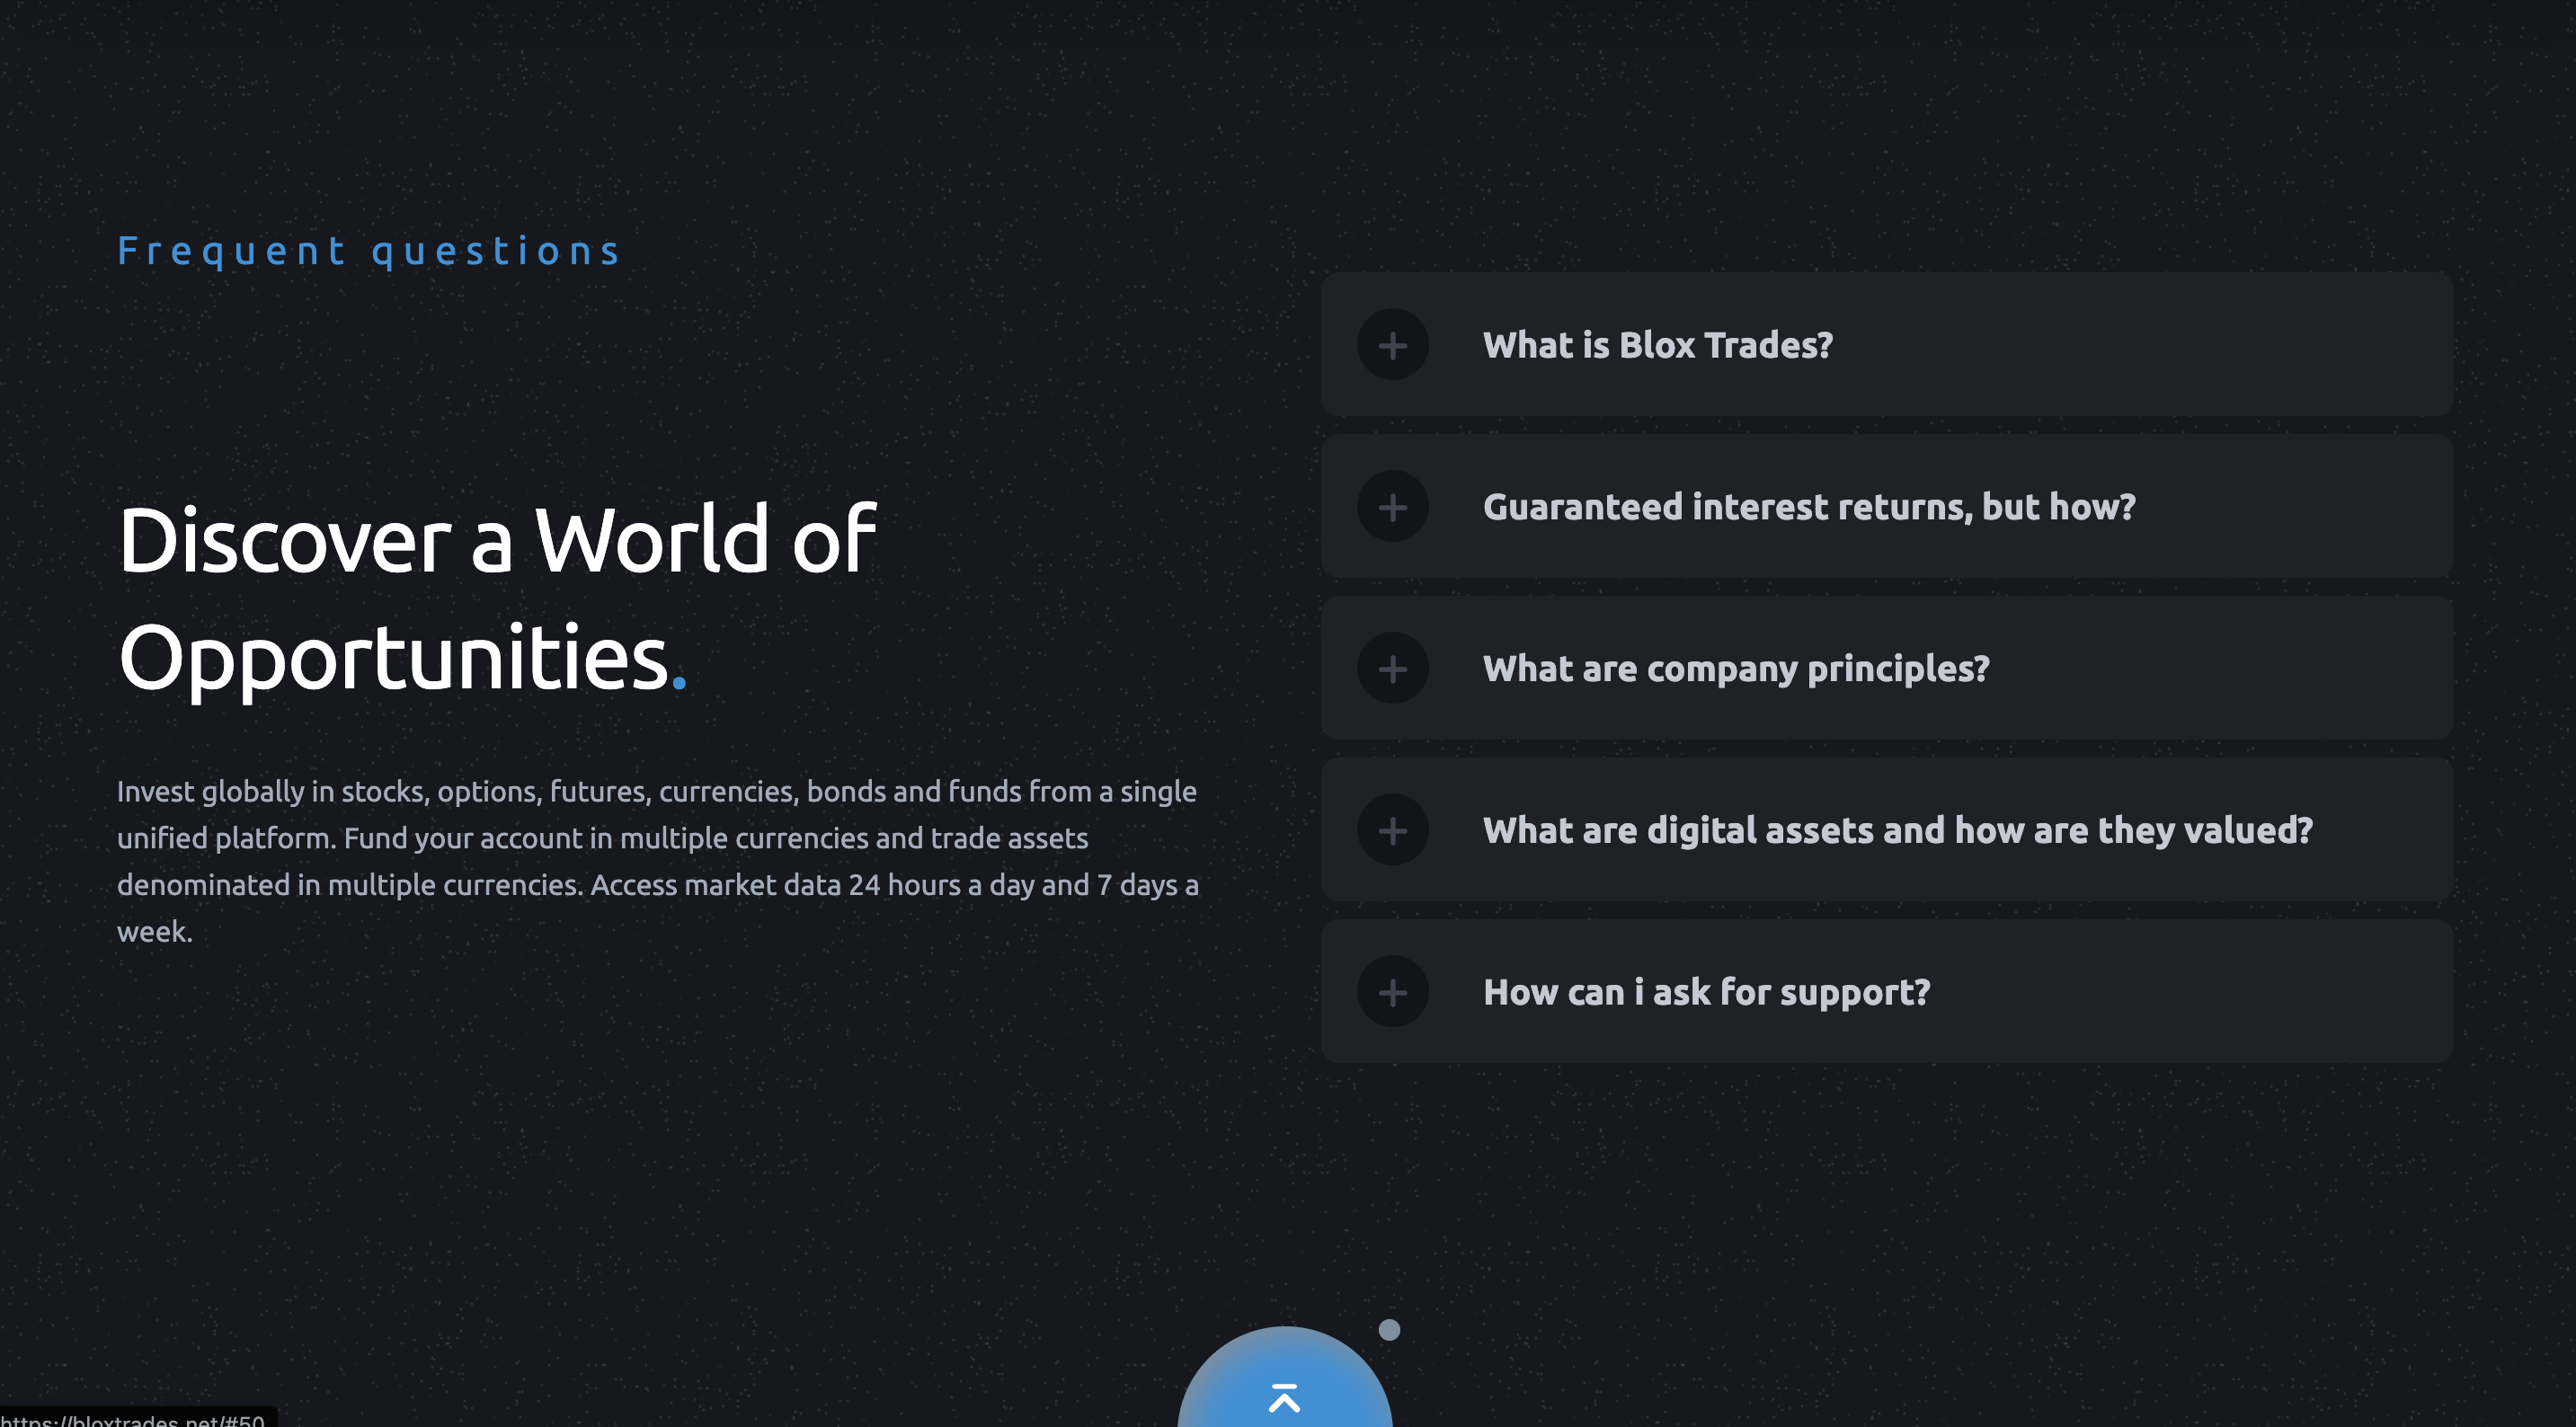 Frequent questions
Discover a World of
Opportunities.
Invest globally in stocks, options, futures, currencies, bonds and funds from a single
unified platform. Fund your account in multiple currencies and trade assets
denominated in multiple currencies. Access market data 24 hours a day and 7 days a
week.
What is Blox Trades?
Guaranteed interest returns, but how?
What are company principles?
What are digital assets and how are they valued?
How can i ask for support?
https://bloxtrades.net/#50